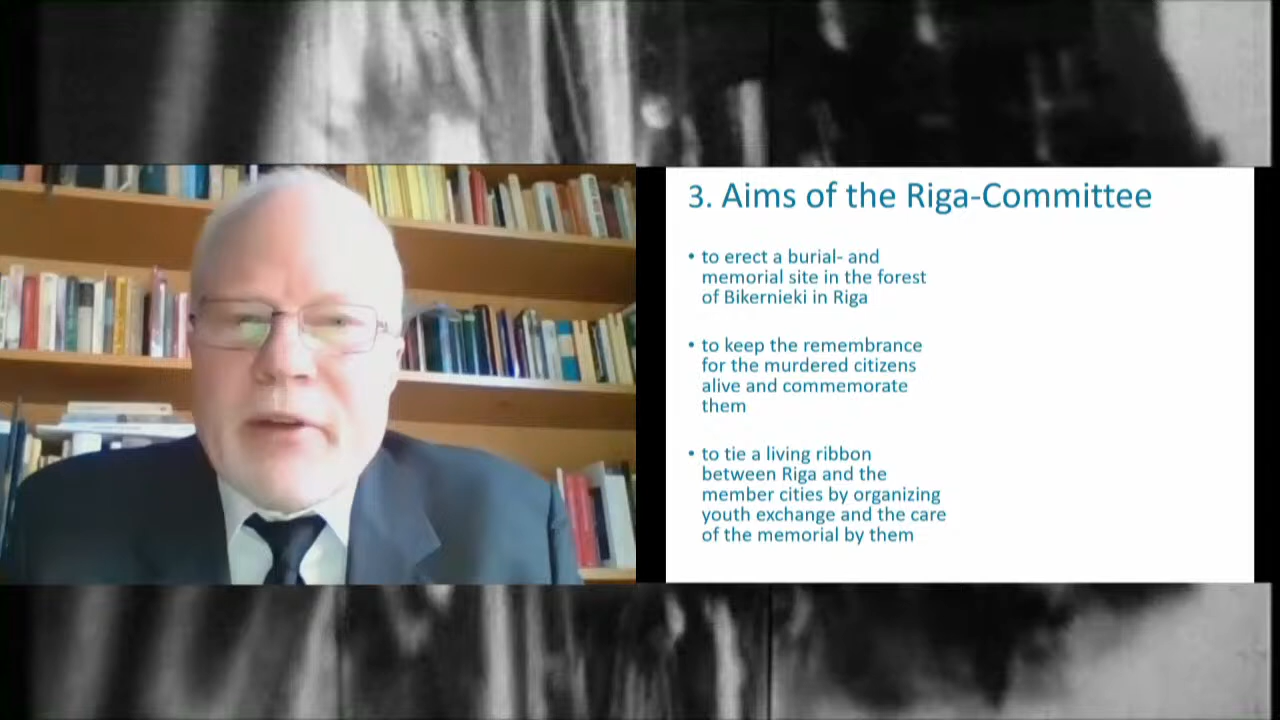 3. Aims of the Riga-Committee
• to erect a burial- and
memorial site in the forest
of Bikernieki in Riga
• to keep the remembrance
for the murdered citizens
alive and commemorate
them
• to tie a living ribbon
between Riga and the
member cities by organizing
youth exchange and the care
of the memorial by them